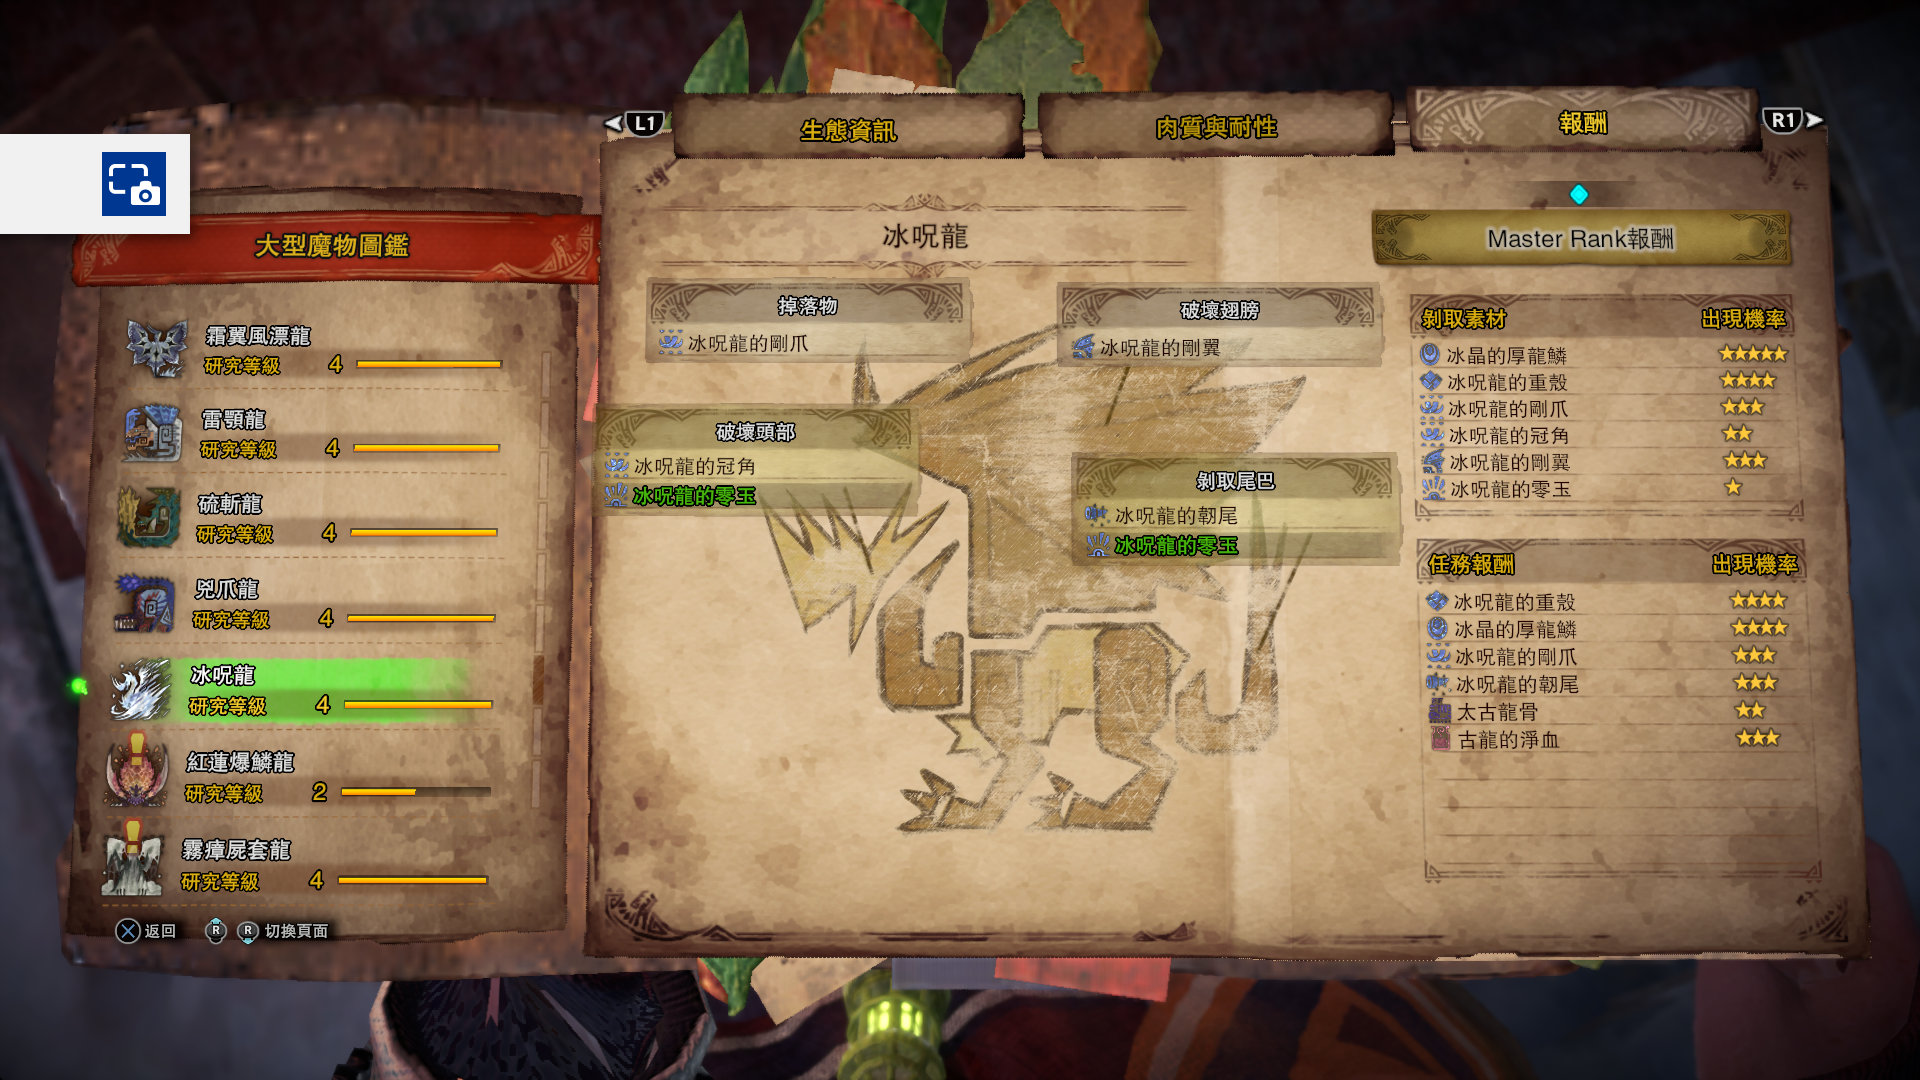 L1
生態資訊
肉質與耐性
報酬
R1
大型魔物圖鑑
霜翼風漂龍
研究等級 4
雷顎龍
研究等級 4
硫斬龍
研究等級 4
兇爪龍
研究等級 4
冰呪龍
研究等級 4
紅蓮爆鱗龍
研究等級 2
霧瘴屍套龍
研究等級 4
返回
R R 切換頁面
冰呪龍
掉落物
冰呪龍的剛爪
破壞翅膀
冰呪龍的剛翼
破壞頭部
冰呪龍的冠角
冰呪龍的零玉
剝取尾巴
冰呪龍的韌尾
冰呪龍的零玉
Master Rank報酬
剝取素材 出現機率
冰晶的厚龍鱗 ★★★★★
冰呪龍的重殼 ★★★★
冰呪龍的剛爪 ★★★
冰呪龍的冠角 ★★
冰呪龍的剛翼 ★★★
冰呪龍的零玉 ★
任務報酬 出現機率
冰呪龍的重殼 ★★★★
冰晶的厚龍鱗 ★★★★
冰呪龍的剛爪 ★★★
冰呪龍的韌尾 ★★★
太古龍骨 ★★
古龍的淨血 ★★★